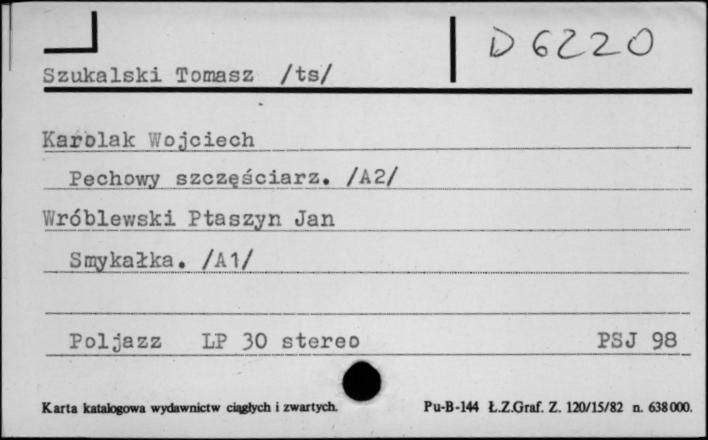 D 6220
Szukalski Tomasz /ts/
Karolak Wojciech
Pechowy szczęściarz. /A2/
Wróblewski Ptaszyn Jan
Smykałka. /A1/
Poljazz LP 30 stereo PSJ 98
Karta katalogowa wydawnictw ciągłych i zwartych. Pu-B-144 Ł.Z.Graf. Z. 120/15/82 n. 638000.